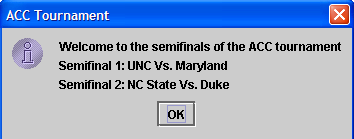 ACC Tournament
Welcome to the semifinals of the ACC tournament
Semifinal 1: UNC Vs. Maryland
Semifinal 2: NC State Vs. Duke
OK